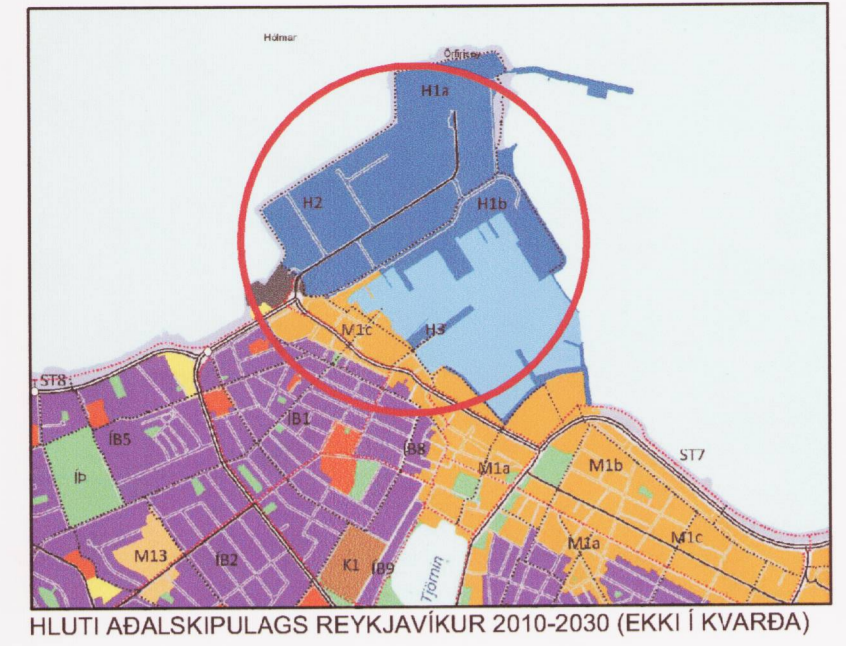 Hólmar
Örfirisey
H1a
H2
H1b
M1c
H3
ST8
ÍB1
ÍB5
ÍB8
ST7
M1a
M1b
ÍÞ
M13
ÍB2
K1
ÍB9
Tjörnin
M1a
M1c
HLUTI AÐALSKIPULAGS REYKJAVÍKUR 2010-2030 (EKKI Í KVARÐA)